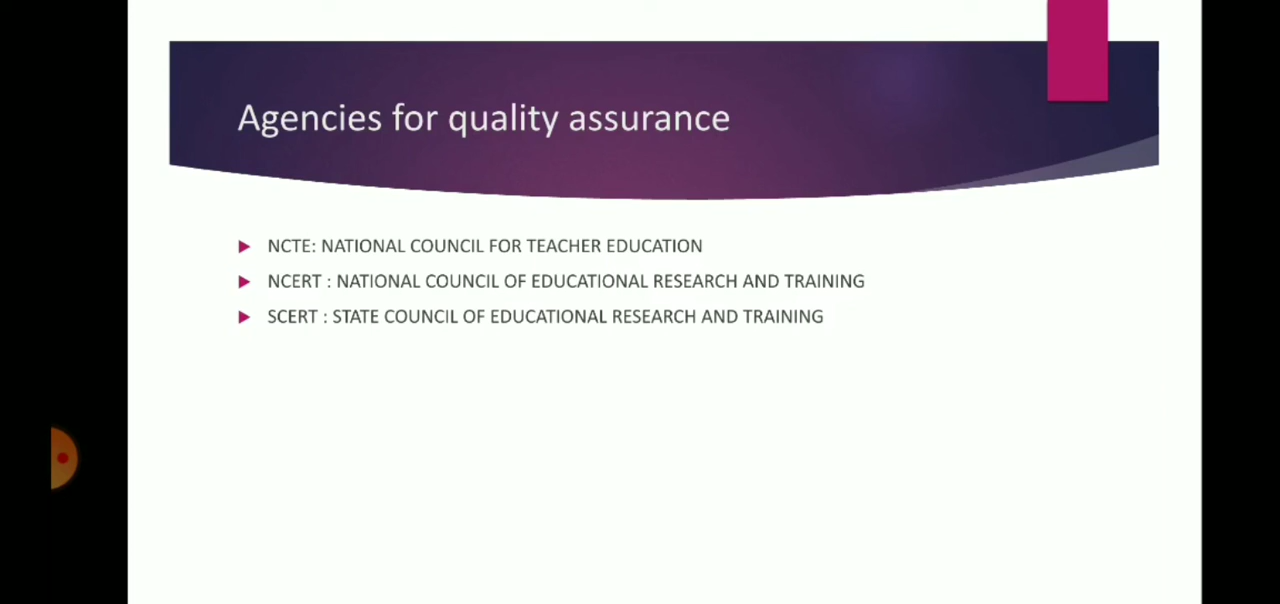 Agencies for quality assurance
NCTE: NATIONAL COUNCIL FOR TEACHER EDUCATION
NCERT : NATIONAL COUNCIL OF EDUCATIONAL RESEARCH AND TRAINING
SCERT : STATE COUNCIL OF EDUCATIONAL RESEARCH AND TRAINING